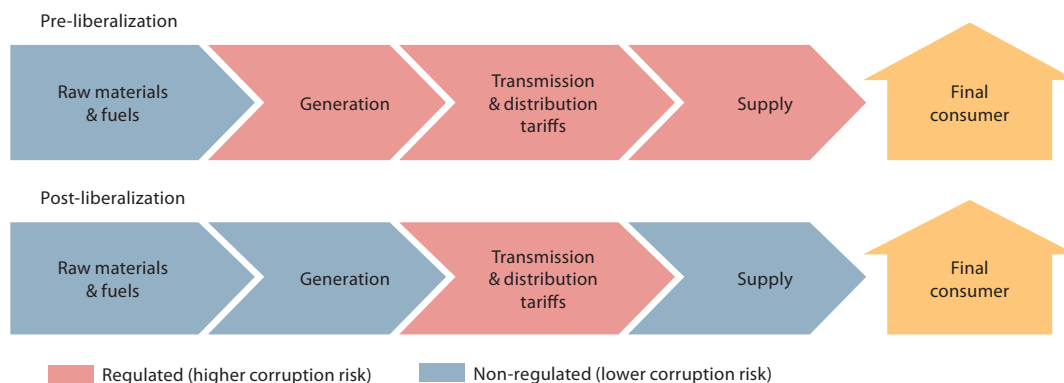 Pre-liberalization
Raw materials
& fuels
Generation
Transmission
& distribution
tariffs
Supply
Final
consumer
Post-liberalization
Raw materials
& fuels
Generation
Transmission
& distribution
tariffs
Supply
Final
consumer
Regulated (higher corruption risk)
Non-regulated (lower corruption risk)